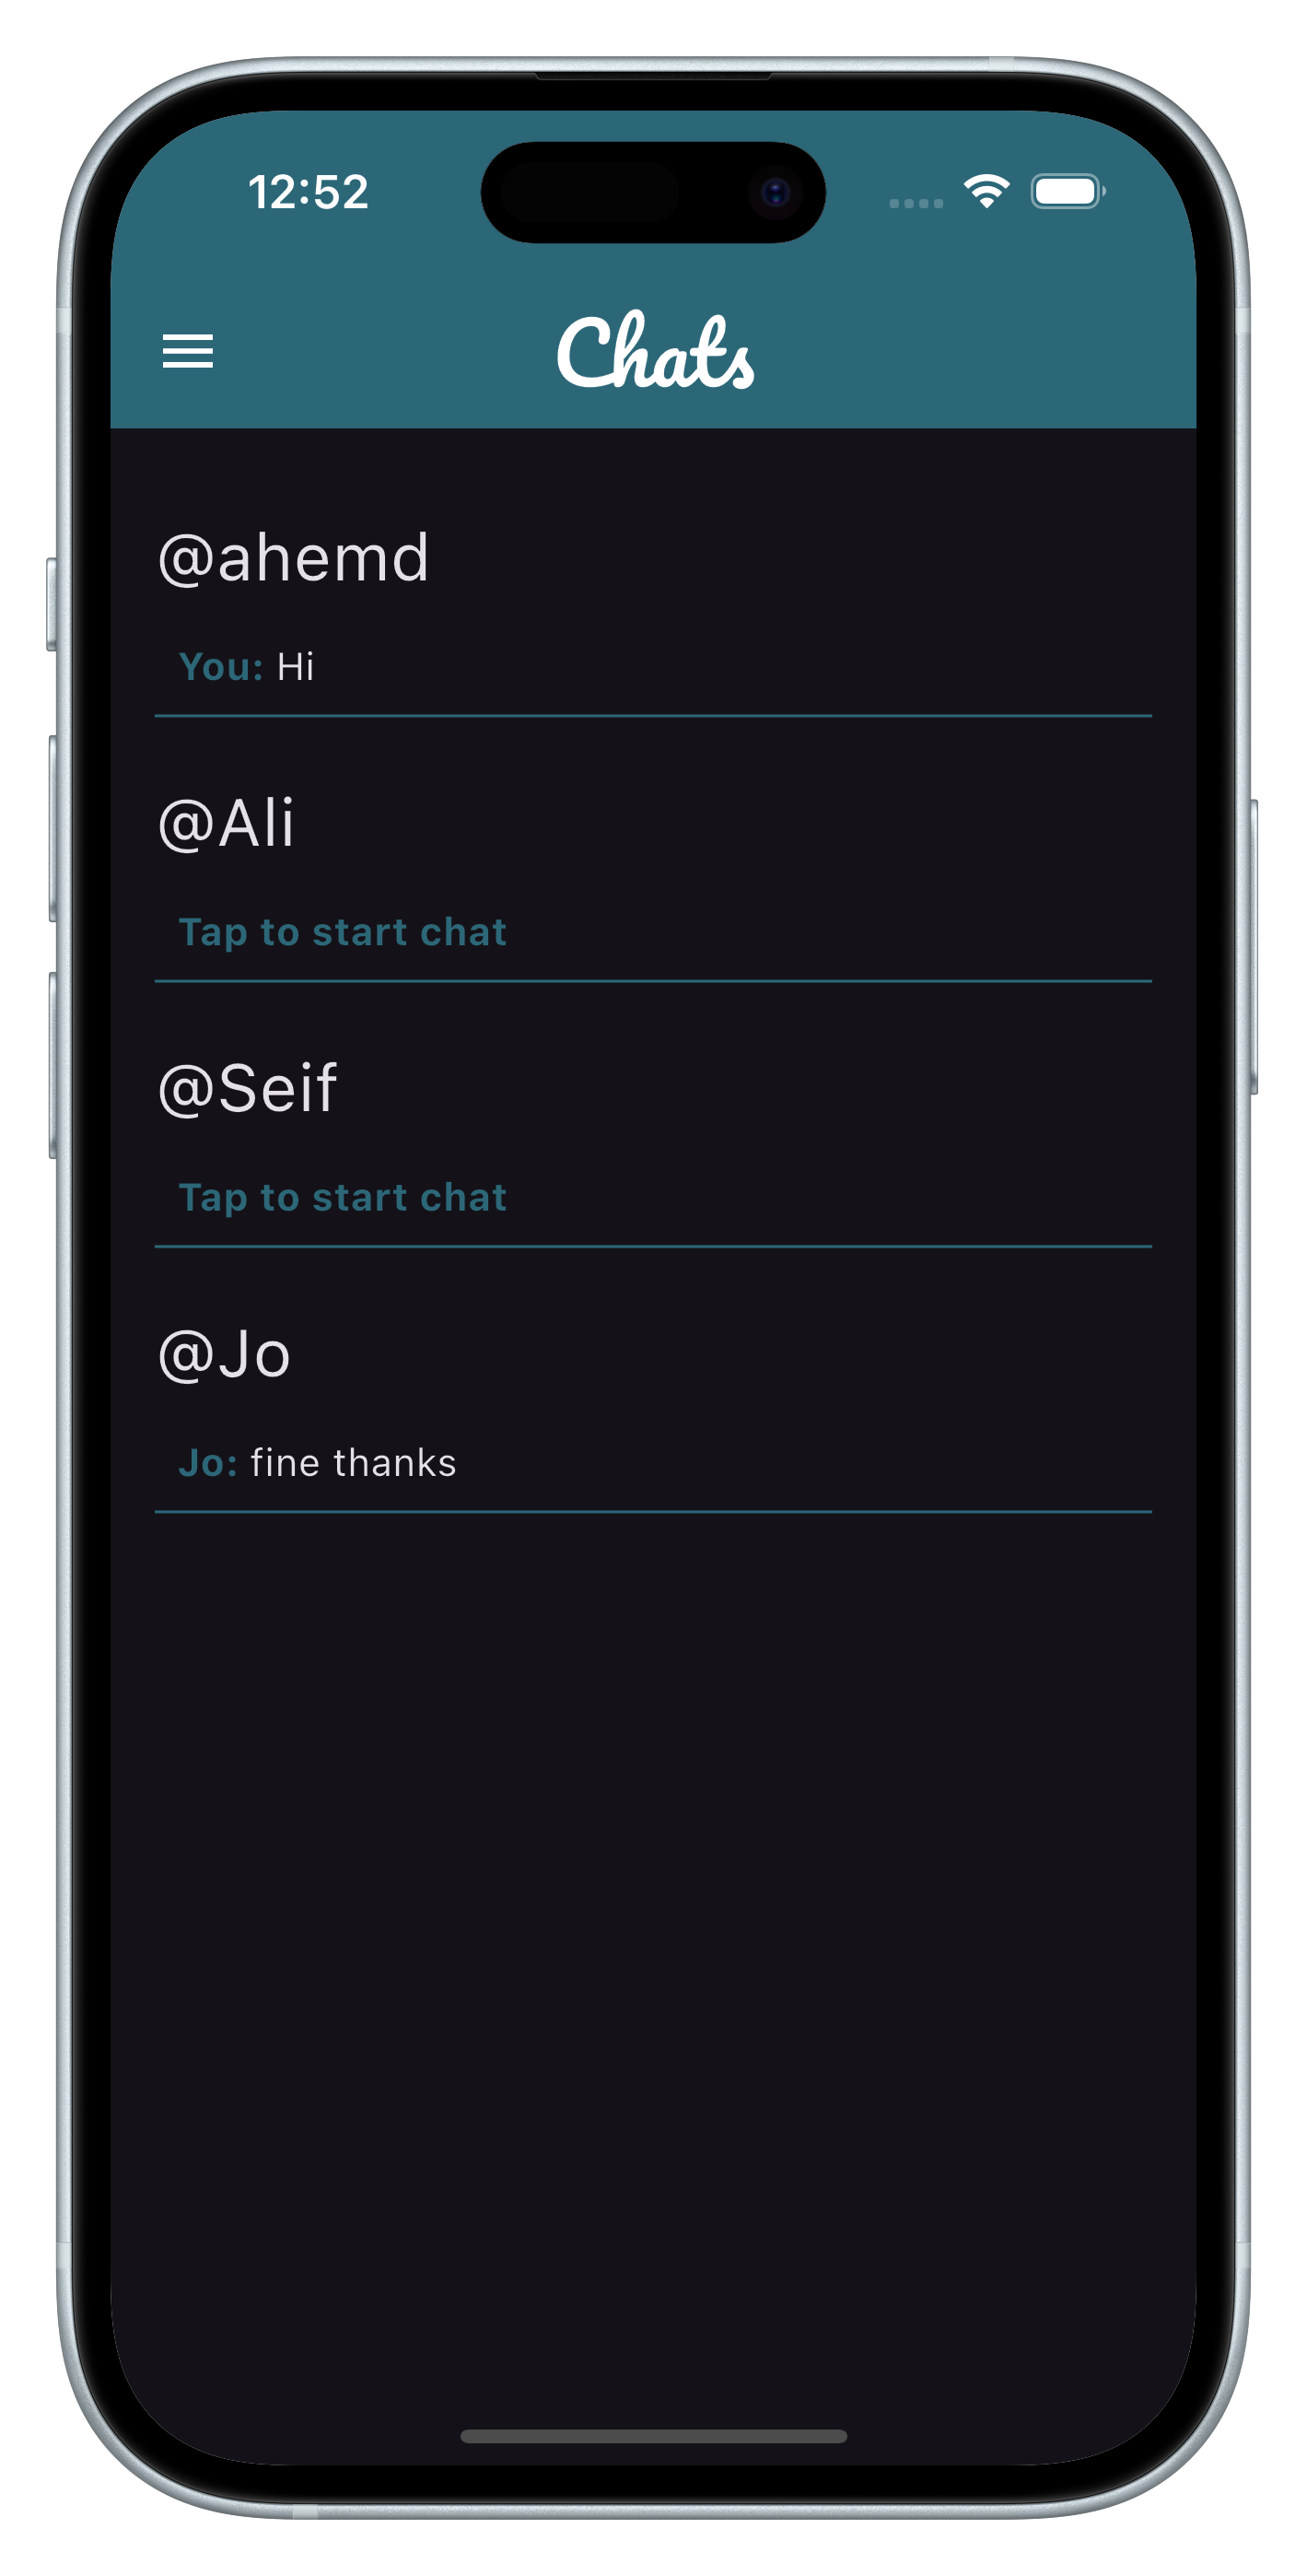 12:52
Chats
@ahemd
You: Hi
@Ali
Tap to start chat
@Seif
Tap to start chat
@Jo
Jo: fine thanks